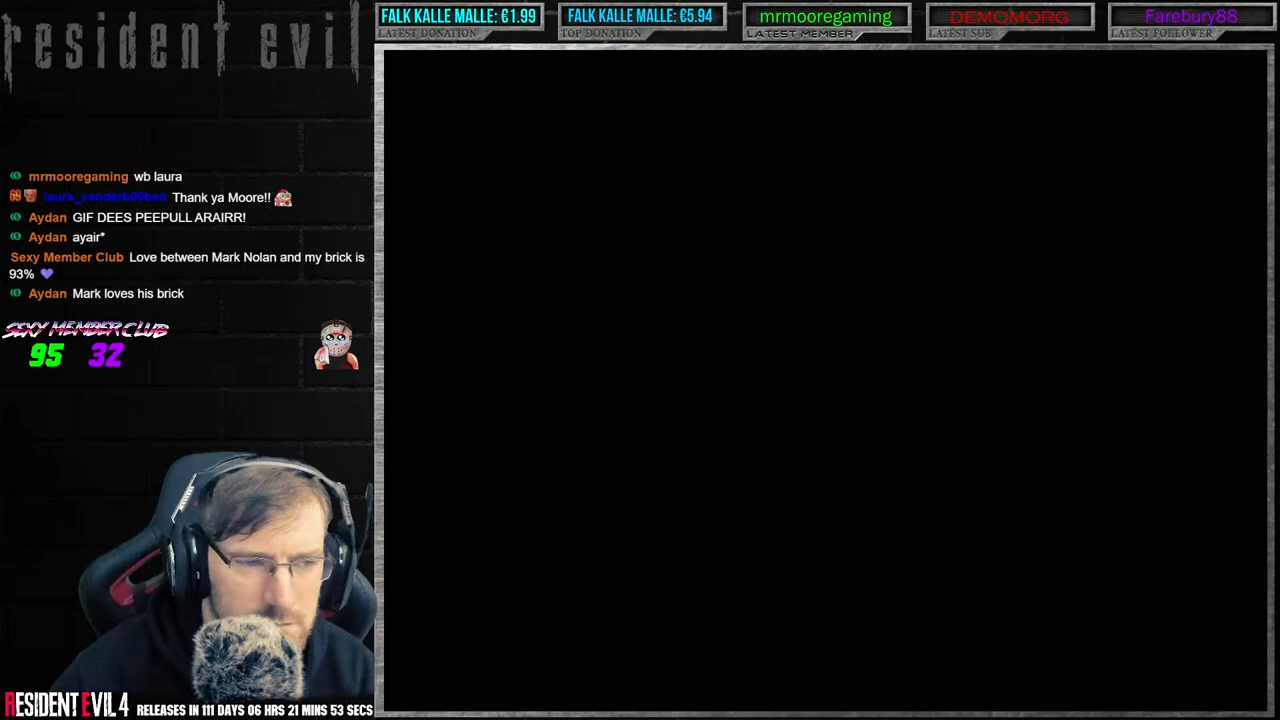 resident evil
FALK KALLE MALLE: €1.99
LATEST DONATION
FALK KALLE MALLE: €5.94
TOP DONATION
mrmooregaming
LATEST MEMBER
DEMOMORG
LATEST SUB
Farebury88
LATEST FOLLOWER
mrmooregaming wb laura
69 laura_vanderb00ben Thank ya Moore!!
Aydan GIF DEES PEEPULL ARAIRR!
Aydan ayair*
Sexy Member Club Love between Mark Nolan and my brick is
93% 💜
Aydan Mark loves his brick
SEXY MEMBER CLUB
95 32
RESIDENT EVIL 4 RELEASES IN 111 DAYS 06 HRS 21 MINS 53 SECS